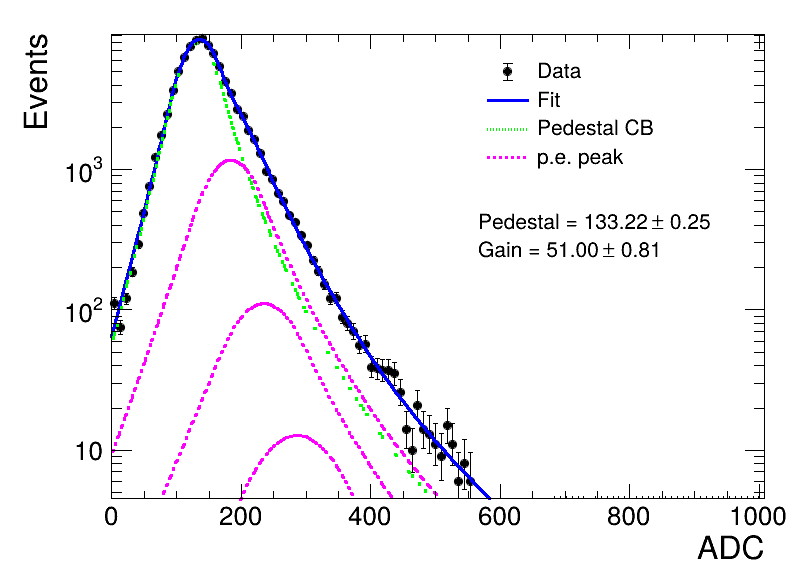 Events
Data
Fit
Pedestal CB
p.e. peak
Pedestal = 133.22 ± 0.25
Gain = 51.00 ± 0.81
10³
10²
10
0 200 400 600 800 1000
ADC